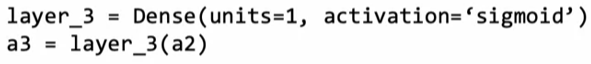 layer_3 = Dense(units=1, activation=‘sigmoid’)
a3 = layer_3(a2)